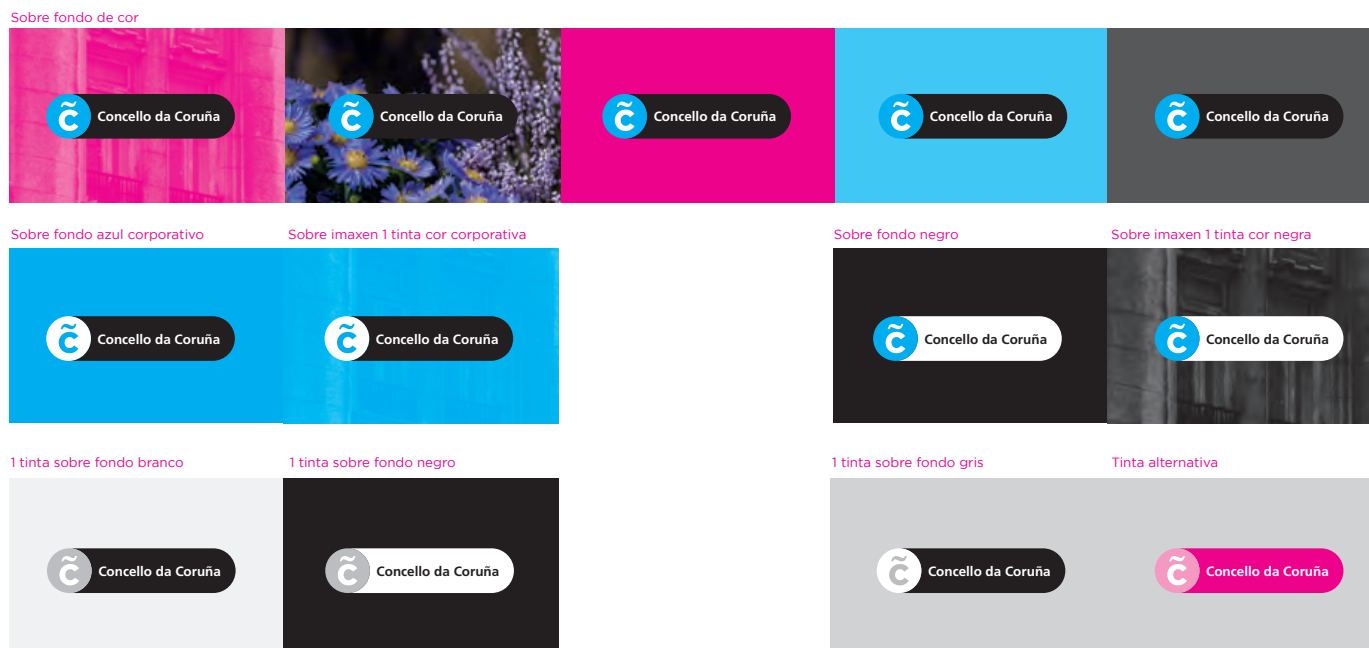 Sobre fondo de cor
c̃ Concello da Coruña
c̃ Concello da Coruña
c̃ Concello da Coruña
c̃ Concello da Coruña
c̃ Concello da Coruña
Sobre fondo azul corporativo
Sobre imaxen 1 tinta cor corporativa
Sobre fondo negro
Sobre imaxen 1 tinta cor negra
c̃ Concello da Coruña
c̃ Concello da Coruña
c̃ Concello da Coruña
c̃ Concello da Coruña
1 tinta sobre fondo branco
1 tinta sobre fondo negro
1 tinta sobre fondo gris
Tinta alternativa
c̃ Concello da Coruña
c̃ Concello da Coruña
c̃ Concello da Coruña
c̃ Concello da Coruña